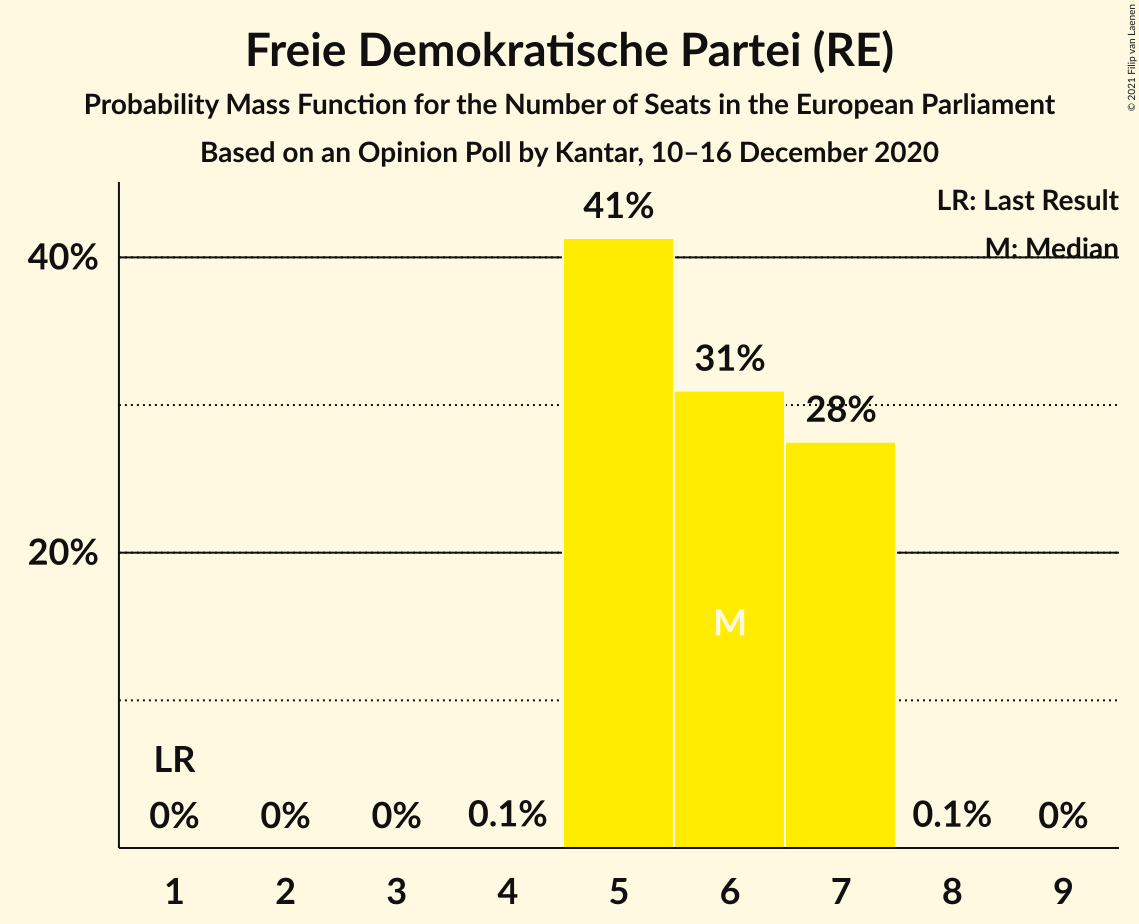 Freie Demokratische Partei (RE)
Probability Mass Function for the Number of Seats in the European Parliament
Based on an Opinion Poll by Kantar, 10–16 December 2020
© 2021 Filip van Laenen
LR: Last Result
M: Median
40%
20%
41%
31%
28%
M
LR
0%
0%
0%
0.1%
0.1%
0%
1 2 3 4 5 6 7 8 9